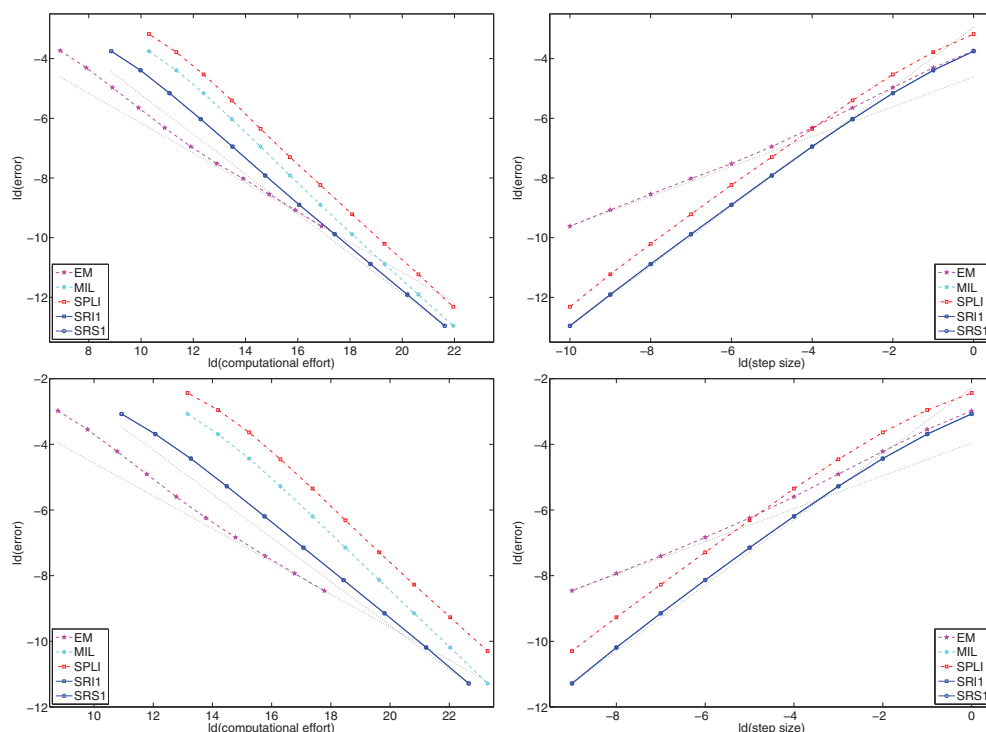 −4
−6
−8
−10
−12
ld(error)
EM
MIL
SPLI
SRI1
SRS1
8 10 12 14 16 18 20 22
ld(computational effort)
−4
−6
−8
−10
−12
ld(error)
EM
MIL
SPLI
SRI1
SRS1
−10 −8 −6 −4 −2 0
ld(step size)
−2
−4
−6
−8
−10
−12
ld(error)
EM
MIL
SPLI
SRI1
SRS1
10 12 14 16 18 20 22
ld(computational effort)
−2
−4
−6
−8
−10
−12
ld(error)
EM
MIL
SPLI
SRI1
SRS1
−8 −6 −4 −2 0
ld(step size)